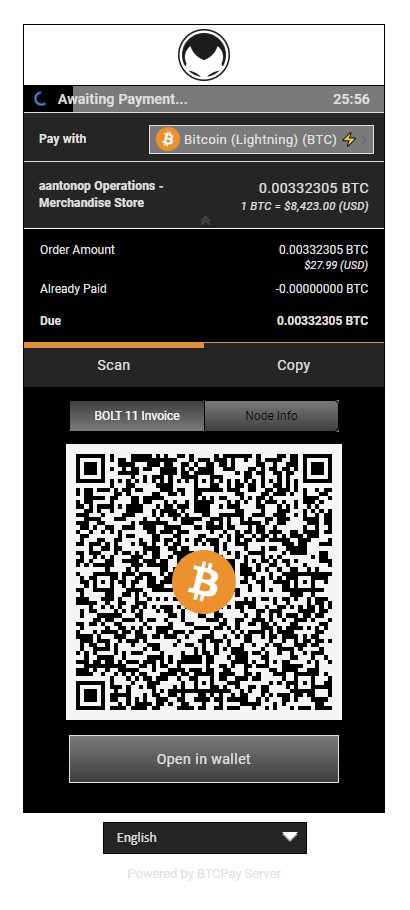 Awaiting Payment... 25:56
Pay with Bitcoin (Lightning) (BTC)
aantonop Operations - Merchandise Store
0.00332305 BTC
1 BTC = $8,423.00 (USD)
Order Amount 0.00332305 BTC
$27.99 (USD)
Already Paid -0.00000000 BTC
Due 0.00332305 BTC
Scan Copy
BOLT 11 Invoice Node Info
Open in wallet
English
Powered by BTCPay Server